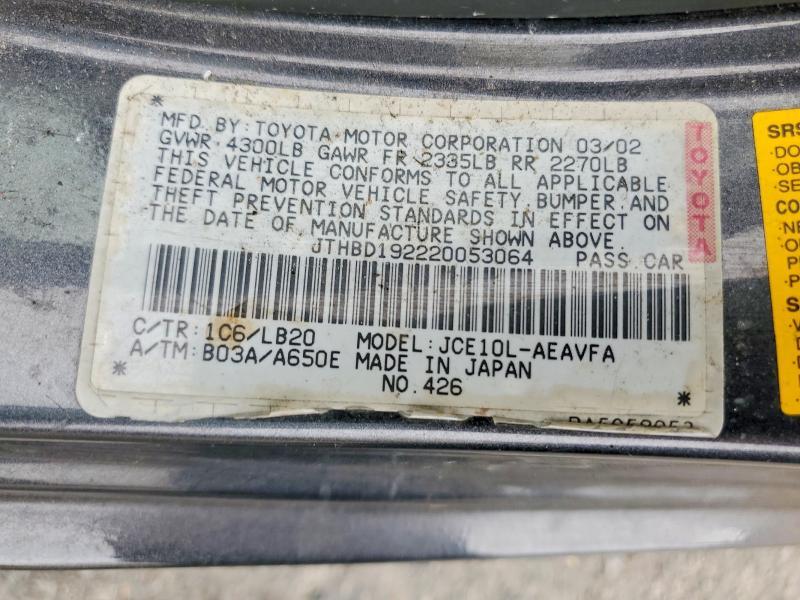 MFD. BY: TOYOTA MOTOR CORPORATION 03/02
GVWR 4300LB GAWR FR 2335LB RR 2270LB
THIS VEHICLE CONFORMS TO ALL APPLICABLE
FEDERAL MOTOR VEHICLE SAFETY, BUMPER AND
THEFT PREVENTION STANDARDS IN EFFECT ON
THE DATE OF MANUFACTURE SHOWN ABOVE.
JTHBD192220053064 PASS. CAR
C/TR: 1C6/LB20 MODEL: JCE10L-AEAVFA
A/TM: B03A/A650E MADE IN JAPAN
NO. 426
TOYOTA
SRS